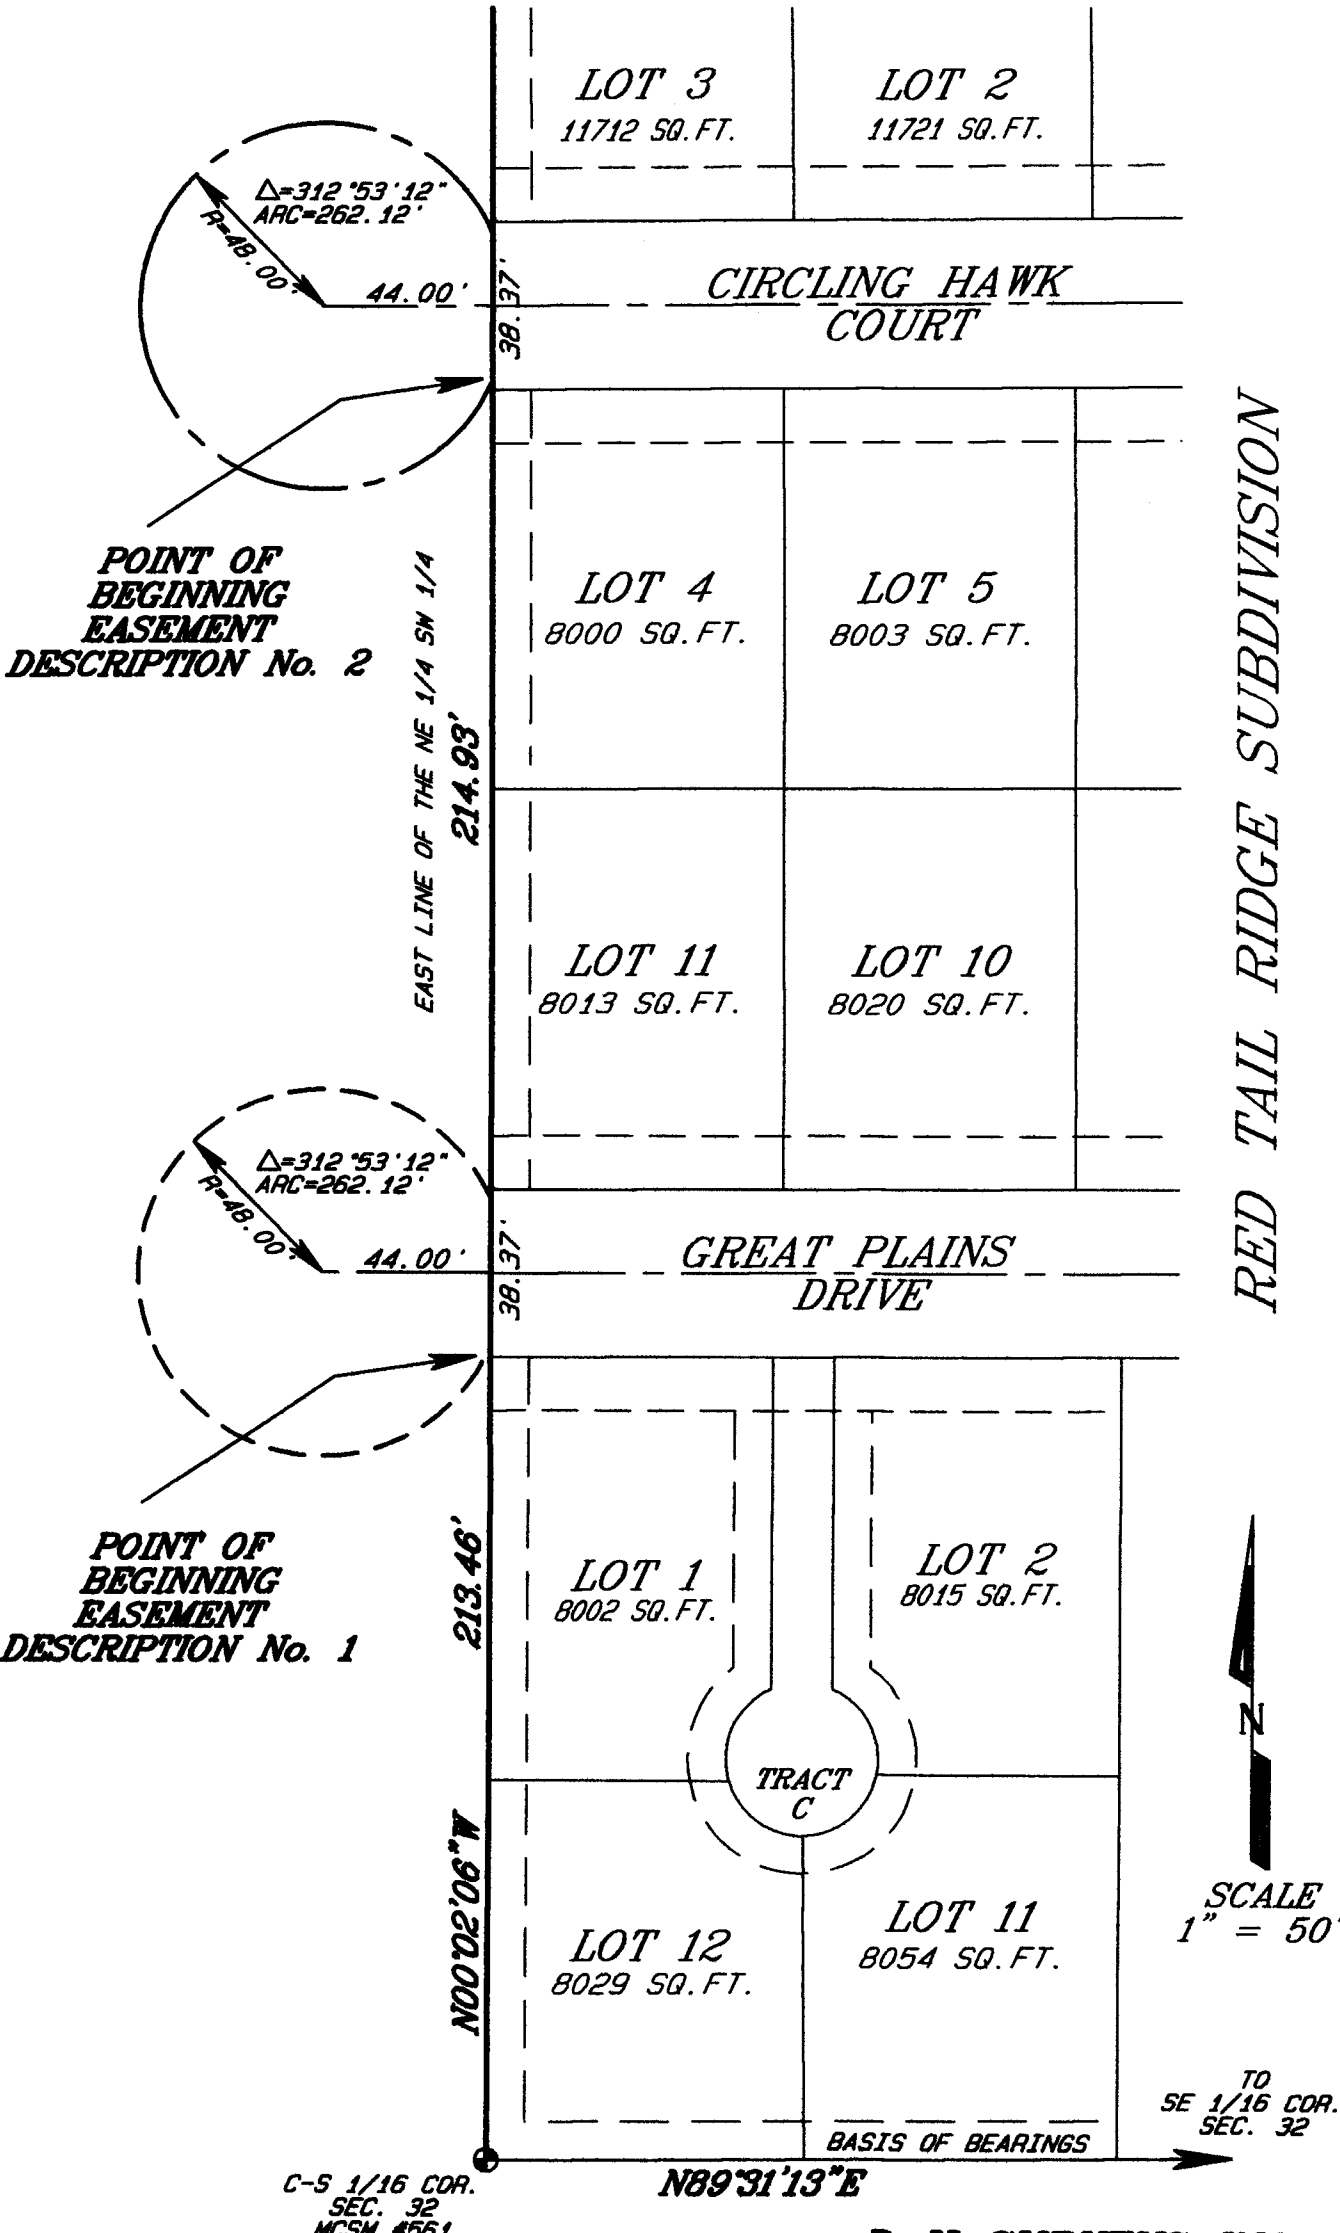 LOT 3
11712 SQ.FT.
LOT 2
11721 SQ.FT.
Δ=312°53'12"
ARC=262.12'
R=48.00'
44.00'
38.37'
CIRCLING HAWK
COURT
POINT OF
BEGINNING
EASEMENT
DESCRIPTION No. 2
EAST LINE OF THE NE 1/4 SW 1/4
214.93'
LOT 4
8000 SQ.FT.
LOT 5
8003 SQ.FT.
RED TAIL RIDGE SUBDIVISION
LOT 11
8013 SQ.FT.
LOT 10
8020 SQ.FT.
Δ=312°53'12"
ARC=262.12'
R=48.00'
44.00'
38.37'
GREAT PLAINS
DRIVE
POINT OF
BEGINNING
EASEMENT
DESCRIPTION No. 1
213.46'
N00°02'06"W
LOT 1
8002 SQ.FT.
LOT 2
8015 SQ.FT.
TRACT
C
N
SCALE
1" = 50'
LOT 12
8029 SQ.FT.
LOT 11
8054 SQ.FT.
TO
SE 1/16 COR.
SEC. 32
BASIS OF BEARINGS
N89°31'13"E
C-S 1/16 COR.
SEC. 32
MCSM #561